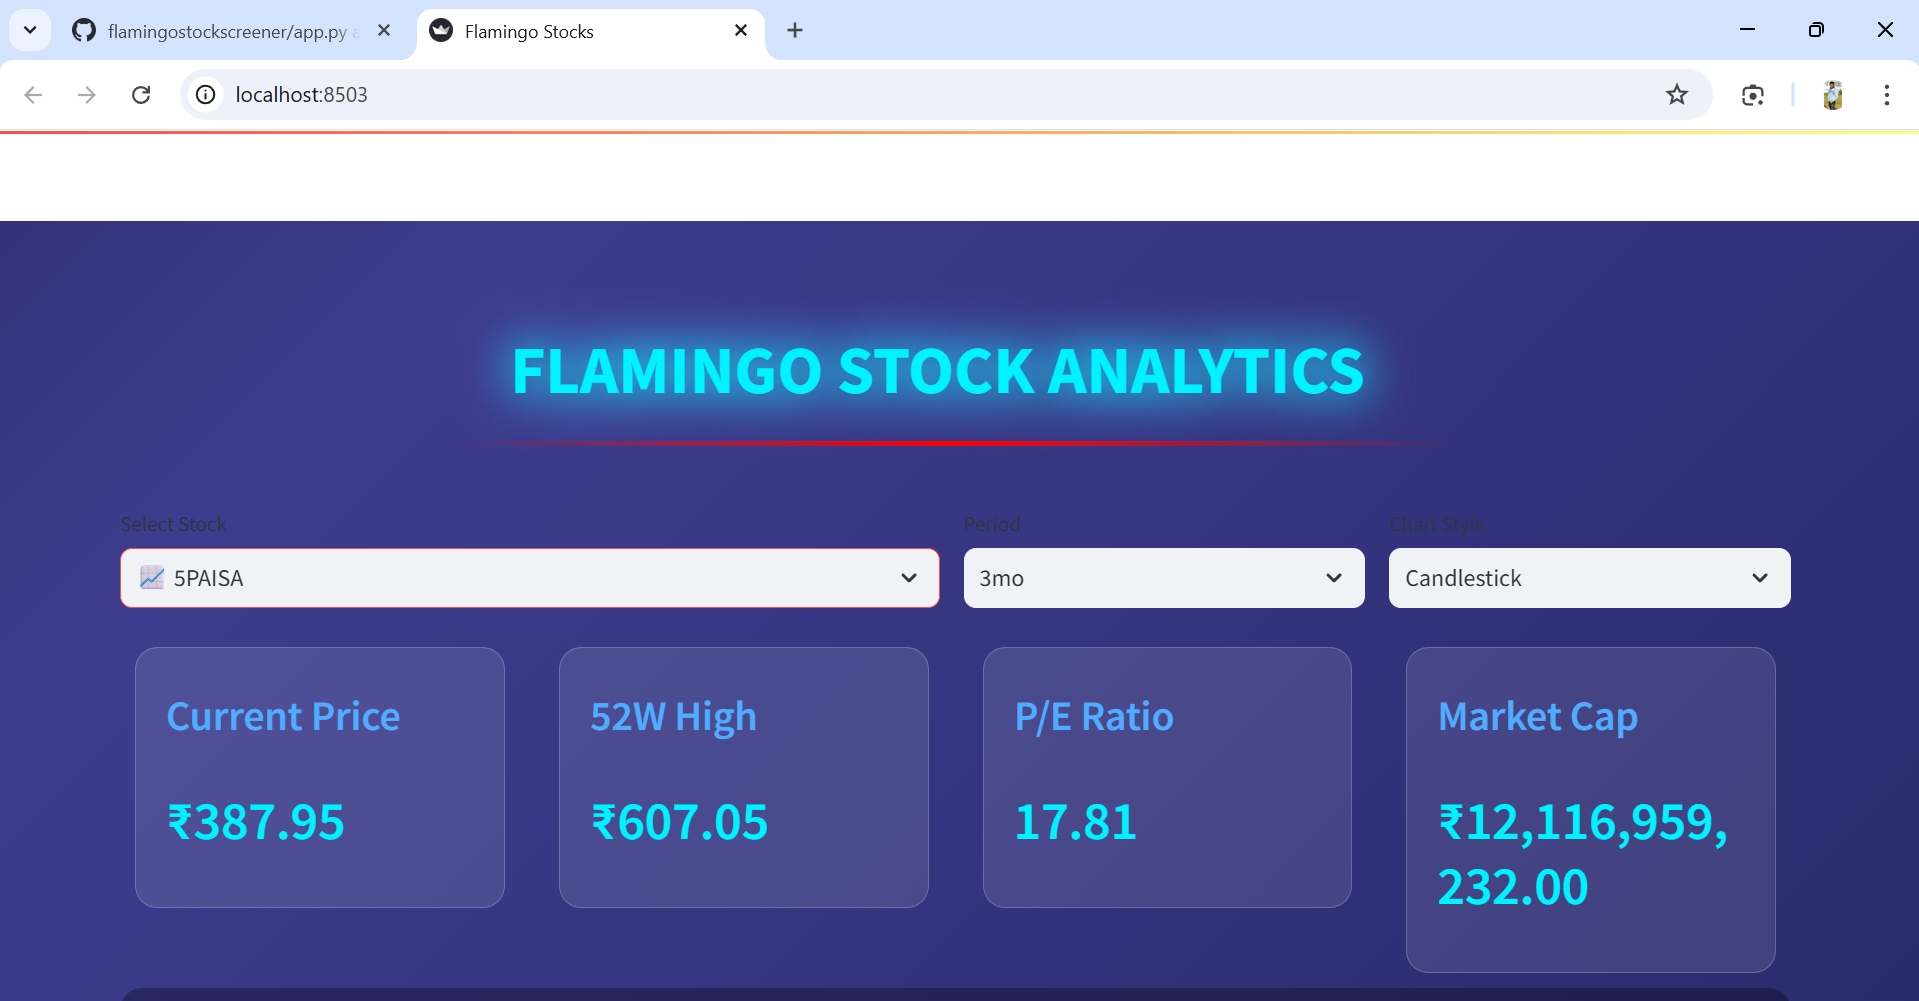 flamingostockscreener/app.py a
Flamingo Stocks
localhost:8503
FLAMINGO STOCK ANALYTICS
Select Stock
Period
Chart Style
5PAISA
3mo
Candlestick
Current Price
₹387.95
52W High
₹607.05
P/E Ratio
17.81
Market Cap
₹12,116,959,
232.00